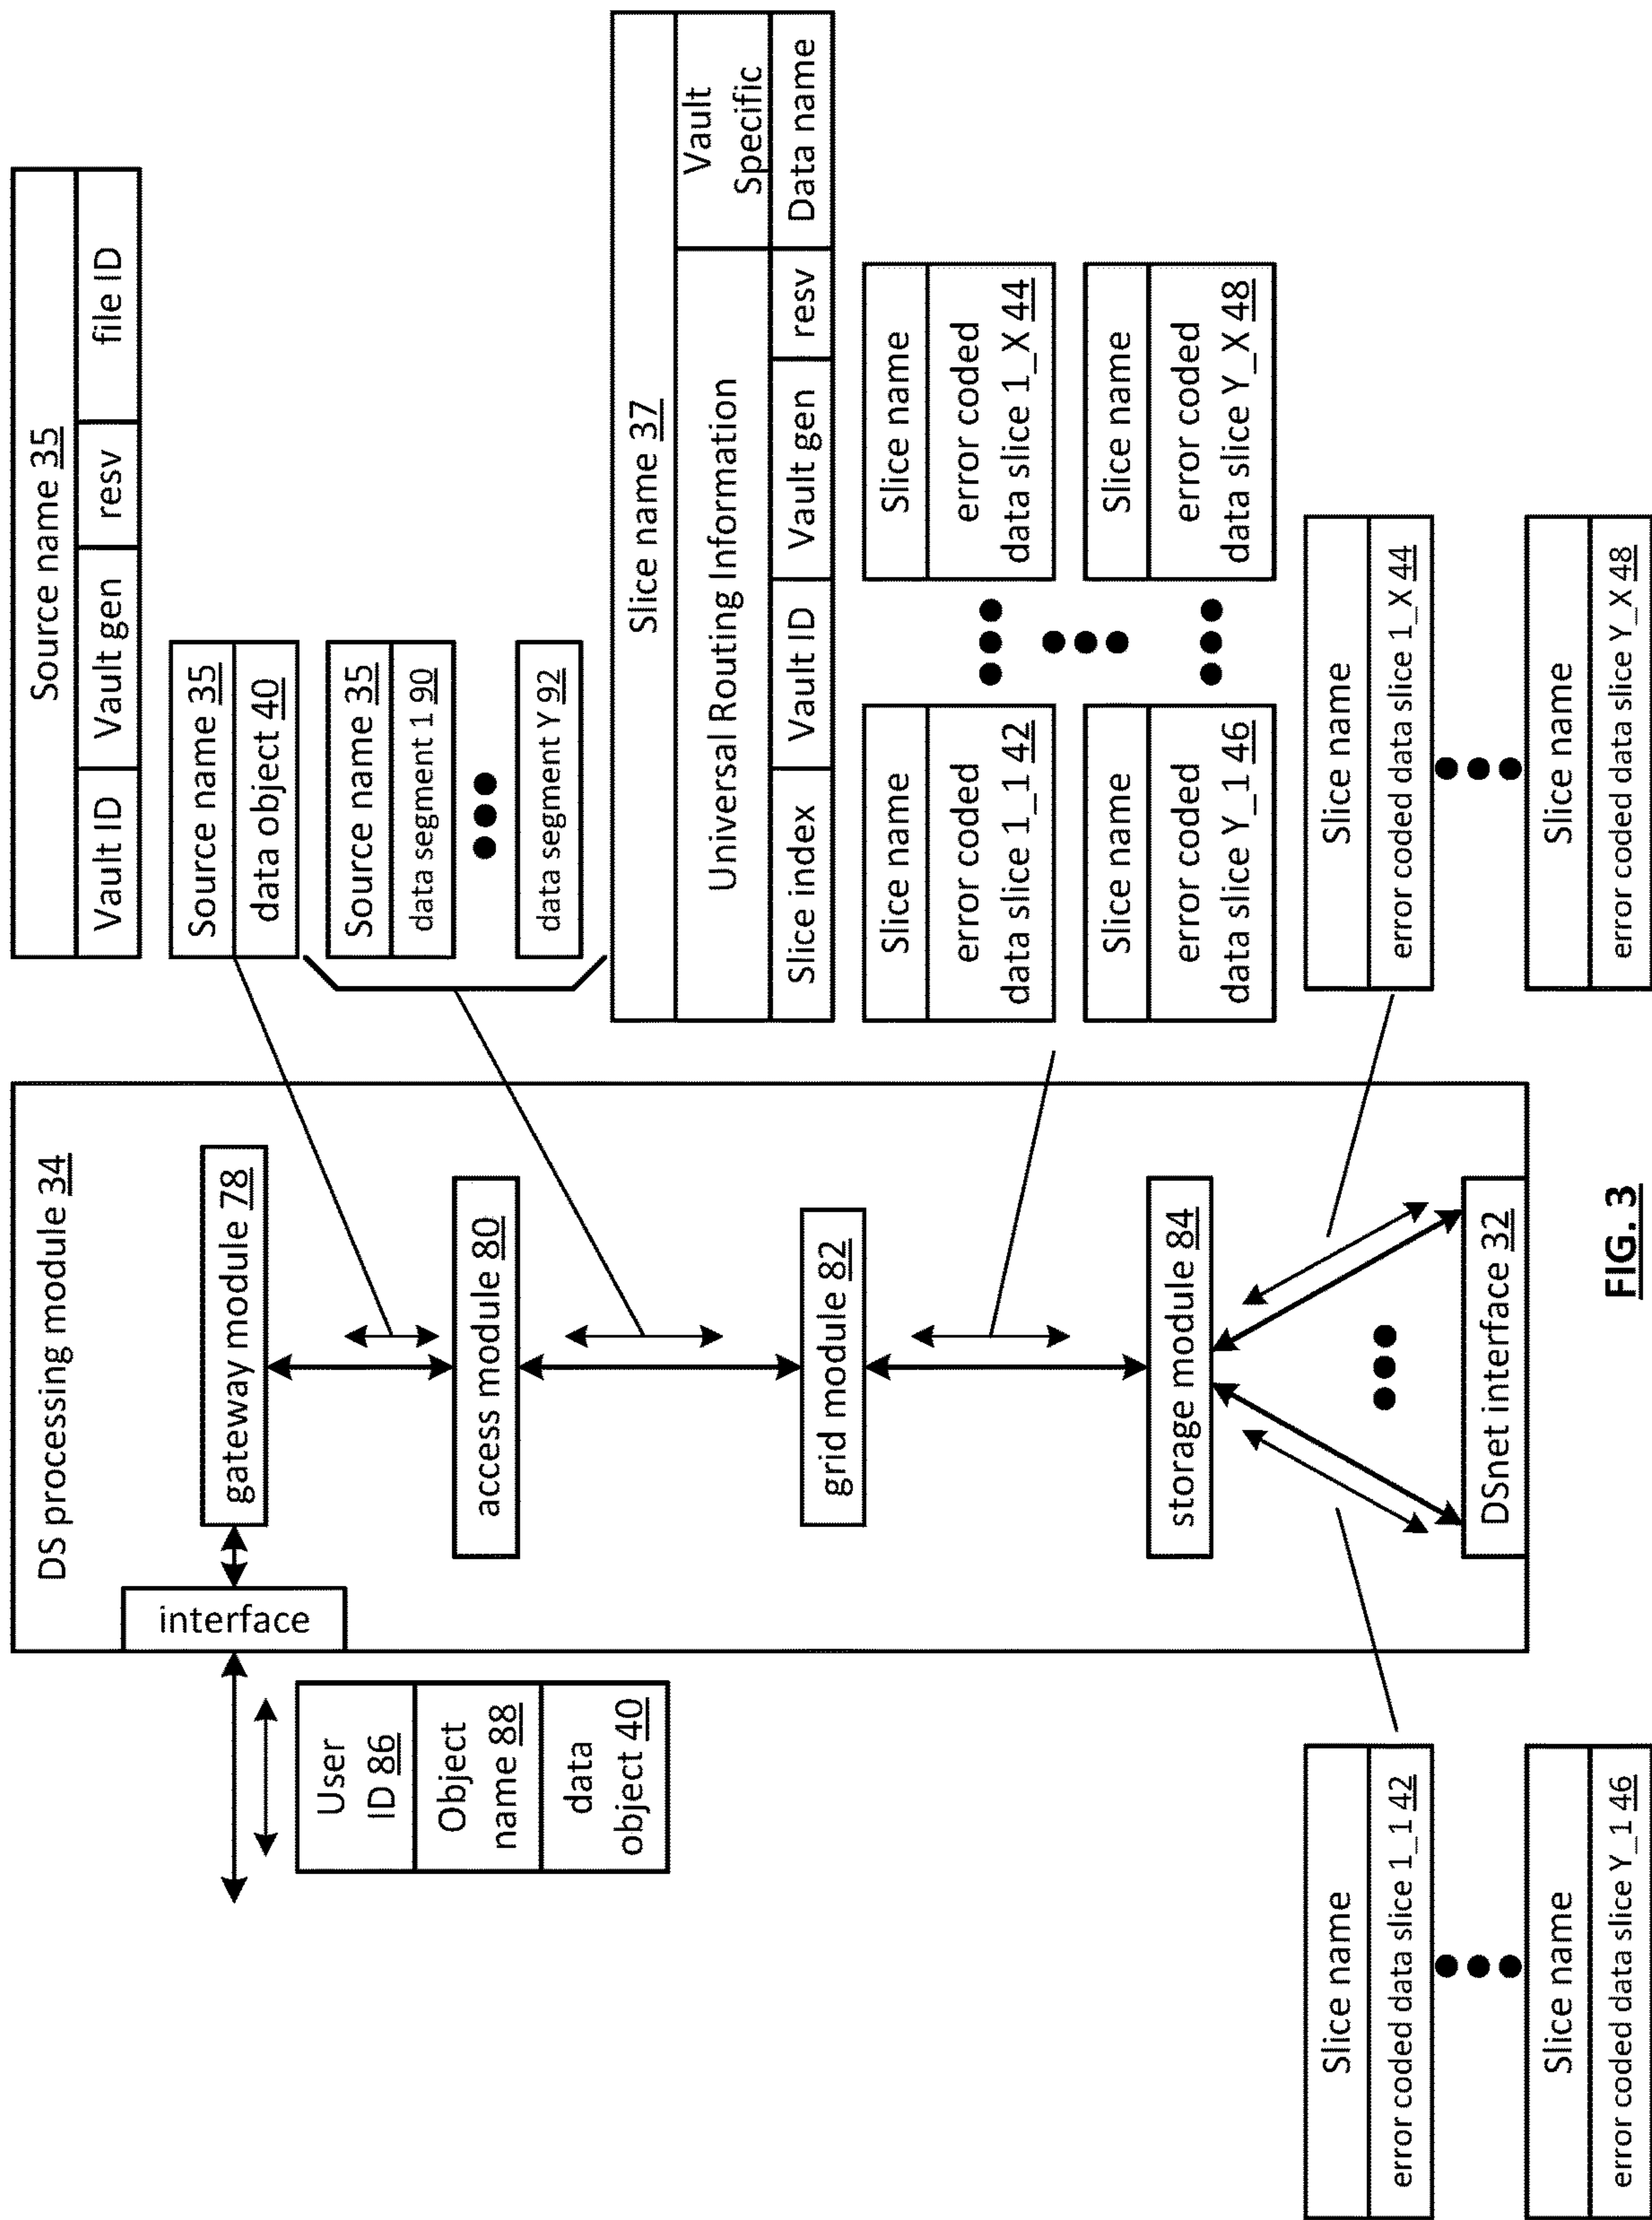 DS processing module 34
interface
gateway module 78
access module 80
grid module 82
storage module 84
DSnet interface 32
User
ID 86
Object
name 88
data
object 40
Source name 35
Vault ID
Vault gen
resv
file ID
Source name 35
data object 40
Source name 35
data segment 1 90
data segment Y 92
Slice name 37
Universal Routing Information
Vault
Specific
Slice index
Vault ID
Vault gen
resv
Data name
Slice name
error coded
data slice 1_1 42
Slice name
error coded
data slice 1_X 44
Slice name
error coded
data slice Y_1 46
Slice name
error coded
data slice Y_X 48
Slice name
error coded data slice 1_1 42
Slice name
error coded data slice Y_1 46
Slice name
error coded data slice 1_X 44
Slice name
error coded data slice Y_X 48
FIG. 3